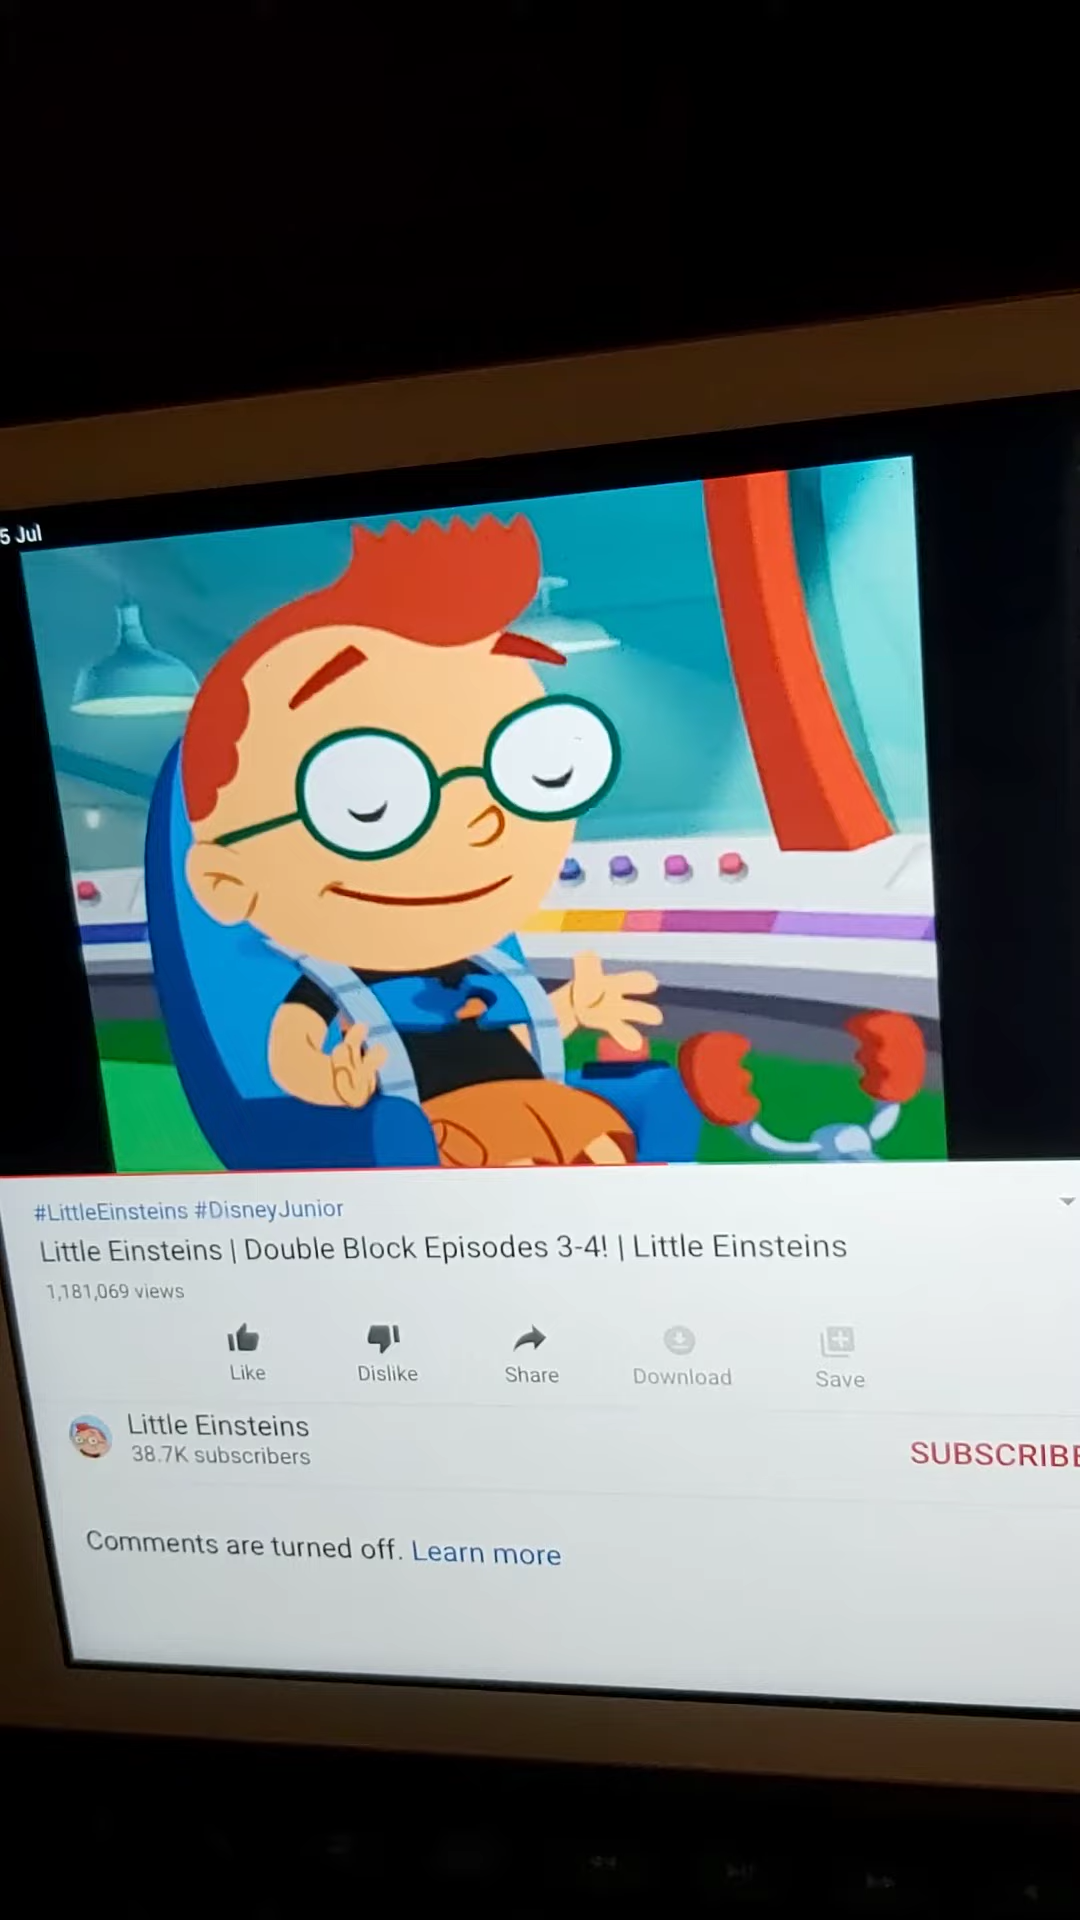 5 Jul
#LittleEinsteins #DisneyJunior
Little Einsteins | Double Block Episodes 3-4! | Little Einsteins
1,181,069 views
Like Dislike Share Download Save
Little Einsteins
38.7K subscribers
SUBSCRIBE
Comments are turned off. Learn more